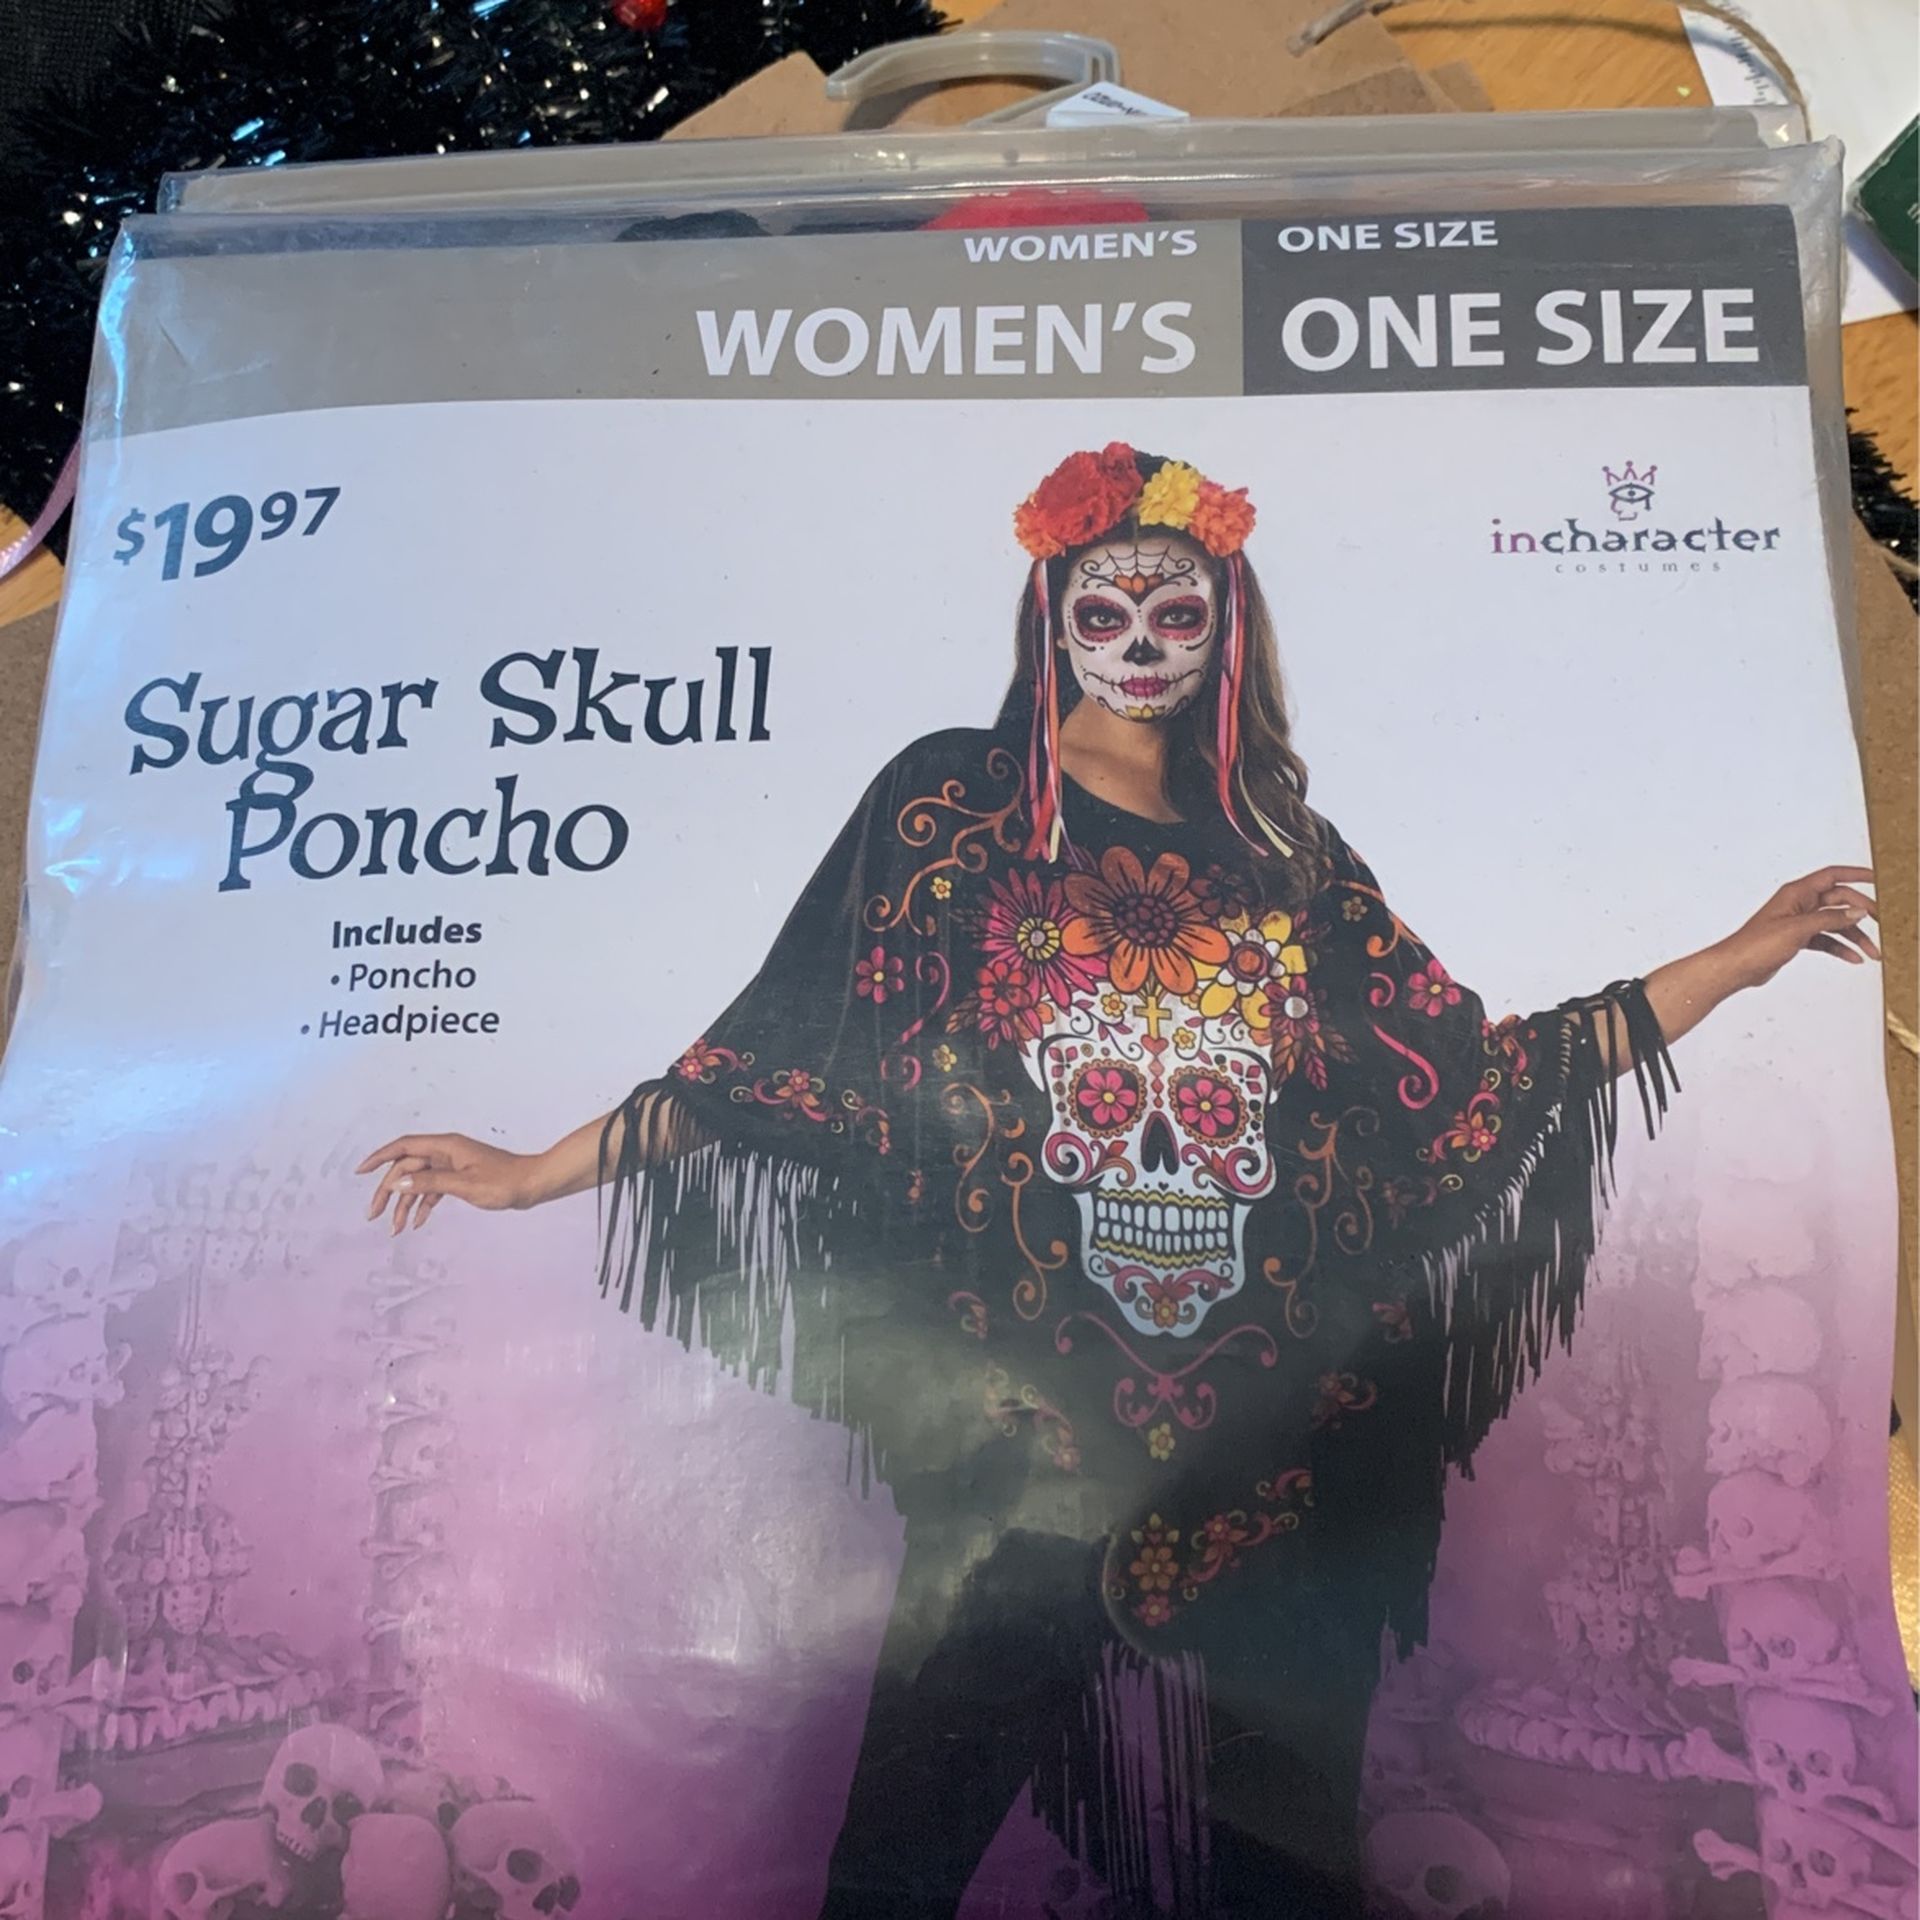 WOMEN'S ONE SIZE
WOMEN'S ONE SIZE
$19.97
incharacter
costumes
Sugar Skull
Poncho
Includes
• Poncho
• Headpiece